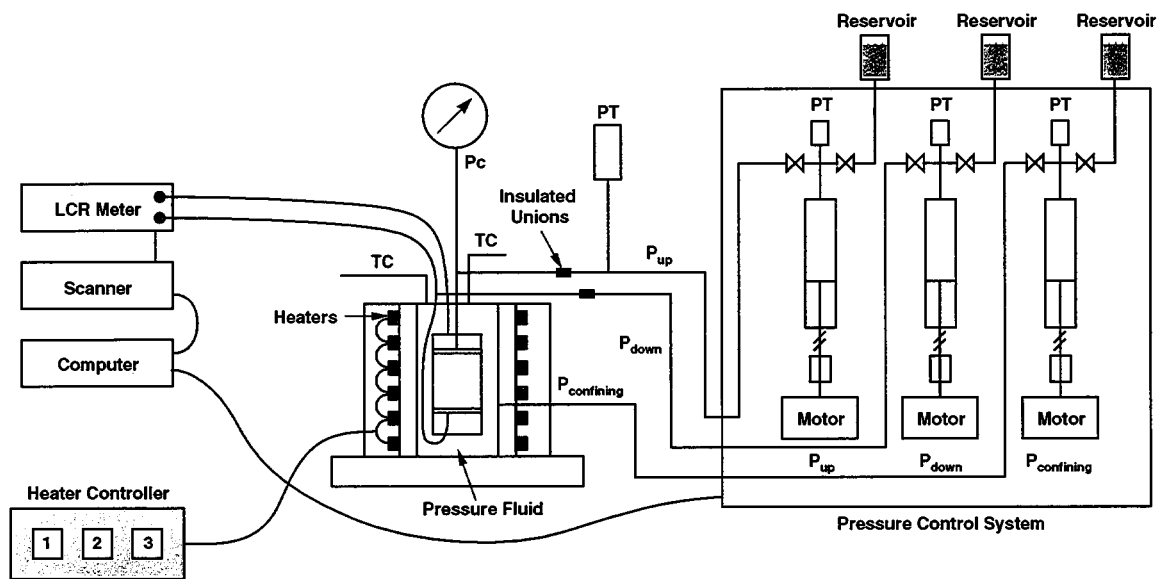 Reservoir
Reservoir
Reservoir
PT
PT
PT
PT
Pc
LCR Meter
Insulated
Unions
TC
TC
Pup
Scanner
Heaters
Computer
Pdown
Pconfining
Motor
Motor
Motor
Pup
Pdown
Pconfining
Heater Controller
Pressure Fluid
Pressure Control System
1
2
3